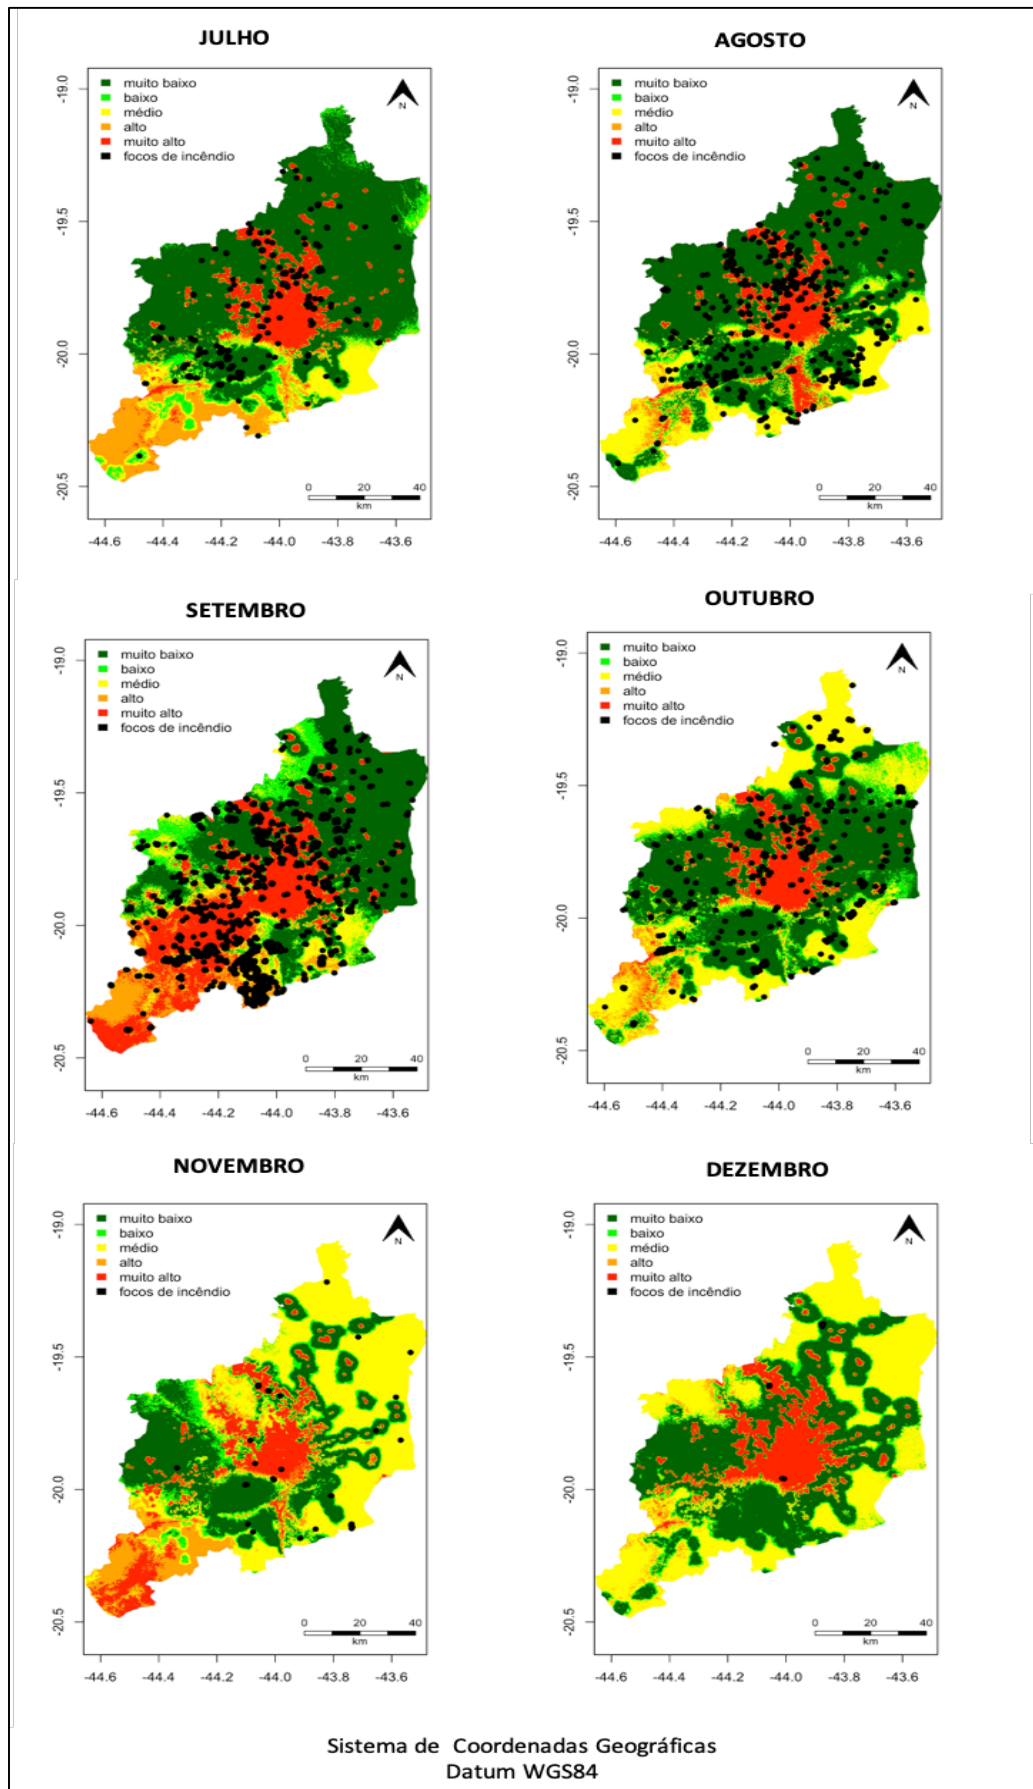 JULHO
muito baixo
baixo
médio
alto
muito alto
focos de incêndio
N
-19.0
-19.5
-20.0
-20.5
0 20 40
km
-44.6 -44.4 -44.2 -44.0 -43.8 -43.6
AGOSTO
muito baixo
baixo
médio
alto
muito alto
focos de incêndio
N
-19.0
-19.5
-20.0
-20.5
0 20 40
km
-44.6 -44.4 -44.2 -44.0 -43.8 -43.6
SETEMBRO
muito baixo
baixo
médio
alto
muito alto
focos de incêndio
N
-19.0
-19.5
-20.0
-20.5
0 20 40
km
-44.6 -44.4 -44.2 -44.0 -43.8 -43.6
OUTUBRO
muito baixo
baixo
médio
alto
muito alto
focos de incêndio
N
-19.0
-19.5
-20.0
-20.5
0 20 40
km
-44.6 -44.4 -44.2 -44.0 -43.8 -43.6
NOVEMBRO
muito baixo
baixo
médio
alto
muito alto
focos de incêndio
N
-19.0
-19.5
-20.0
-20.5
0 20 40
km
-44.6 -44.4 -44.2 -44.0 -43.8 -43.6
DEZEMBRO
muito baixo
baixo
médio
alto
muito alto
focos de incêndio
N
-19.0
-19.5
-20.0
-20.5
0 20 40
km
-44.6 -44.4 -44.2 -44.0 -43.8 -43.6
Sistema de Coordenadas Geográficas
Datum WGS84